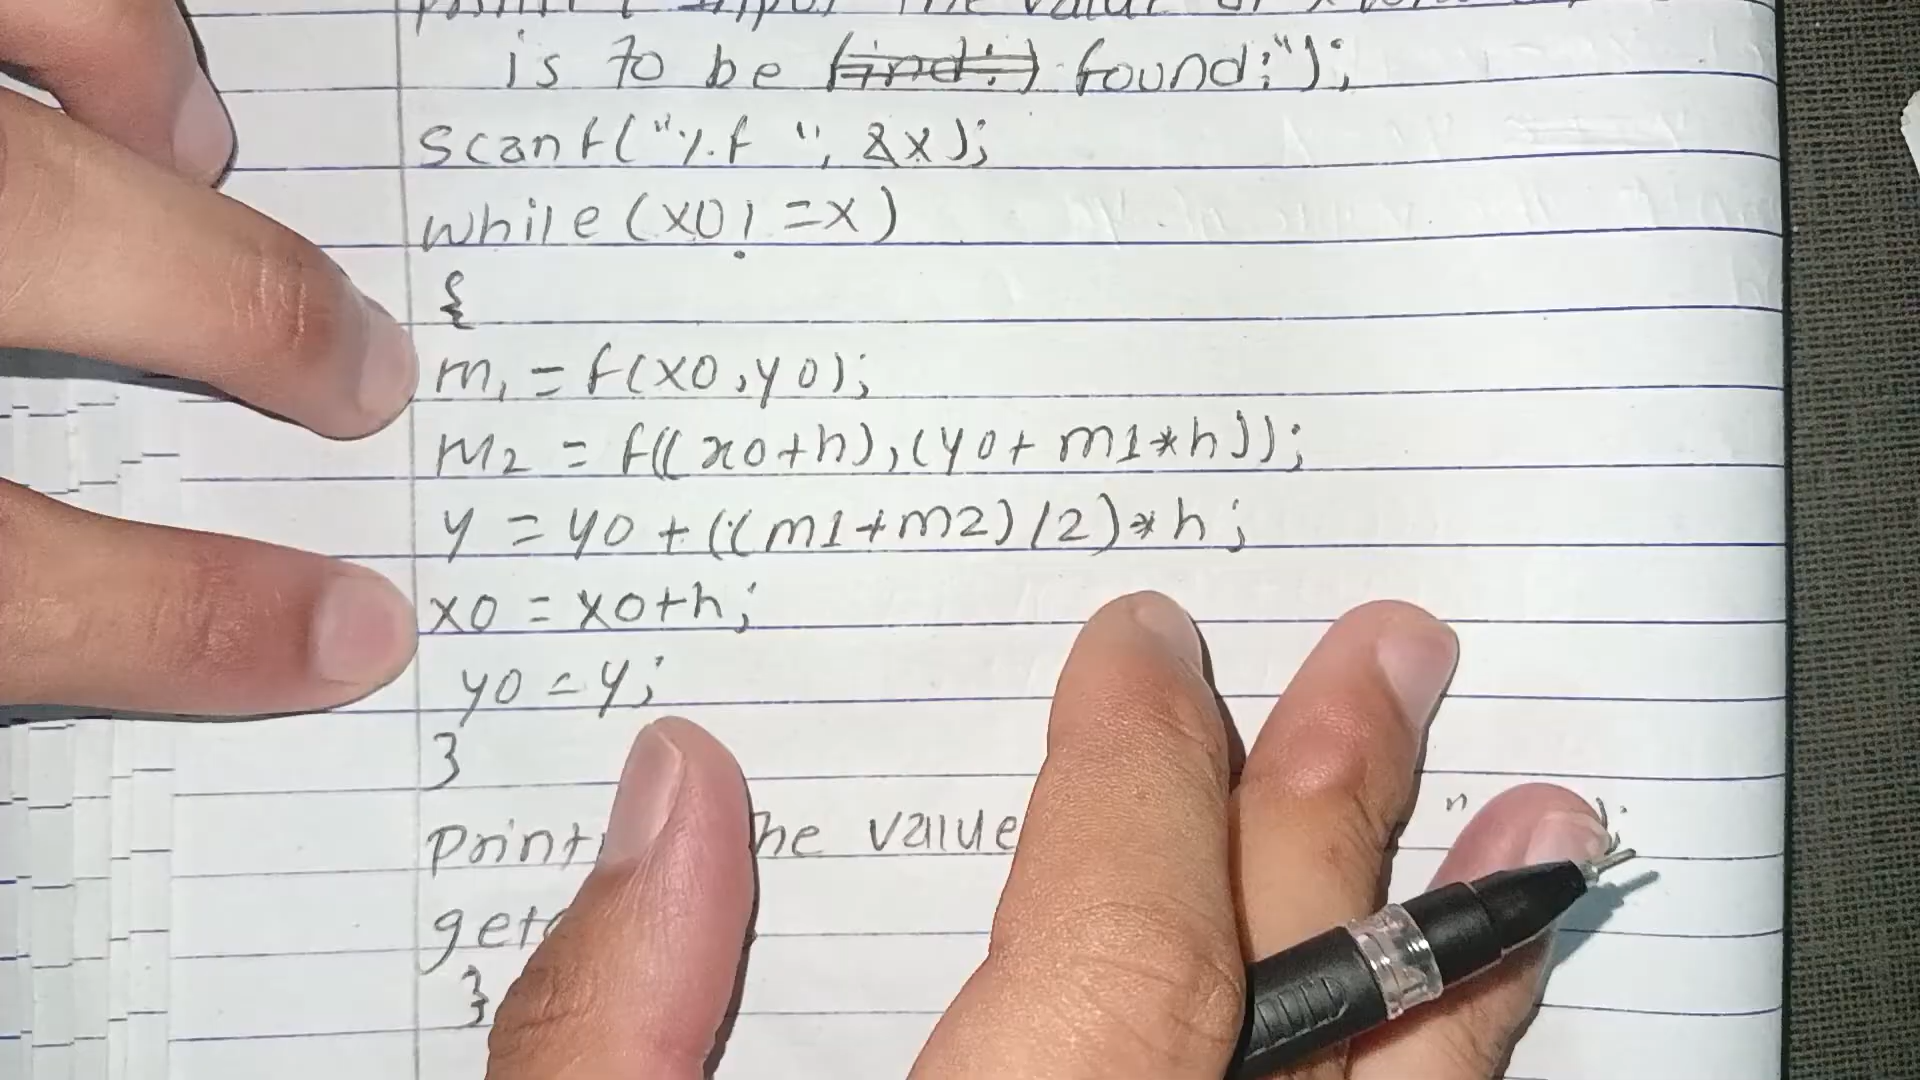 is to be found:");
scanf("%f ", &x);
while (x0! =x)
{
m1 = f(x0,y0);
m2 = f((x0+h),(y0+ m1*h));
y = y0 + ((m1+m2)/2)*h;
x0 = x0+h;
y0 = y;
}
value
}